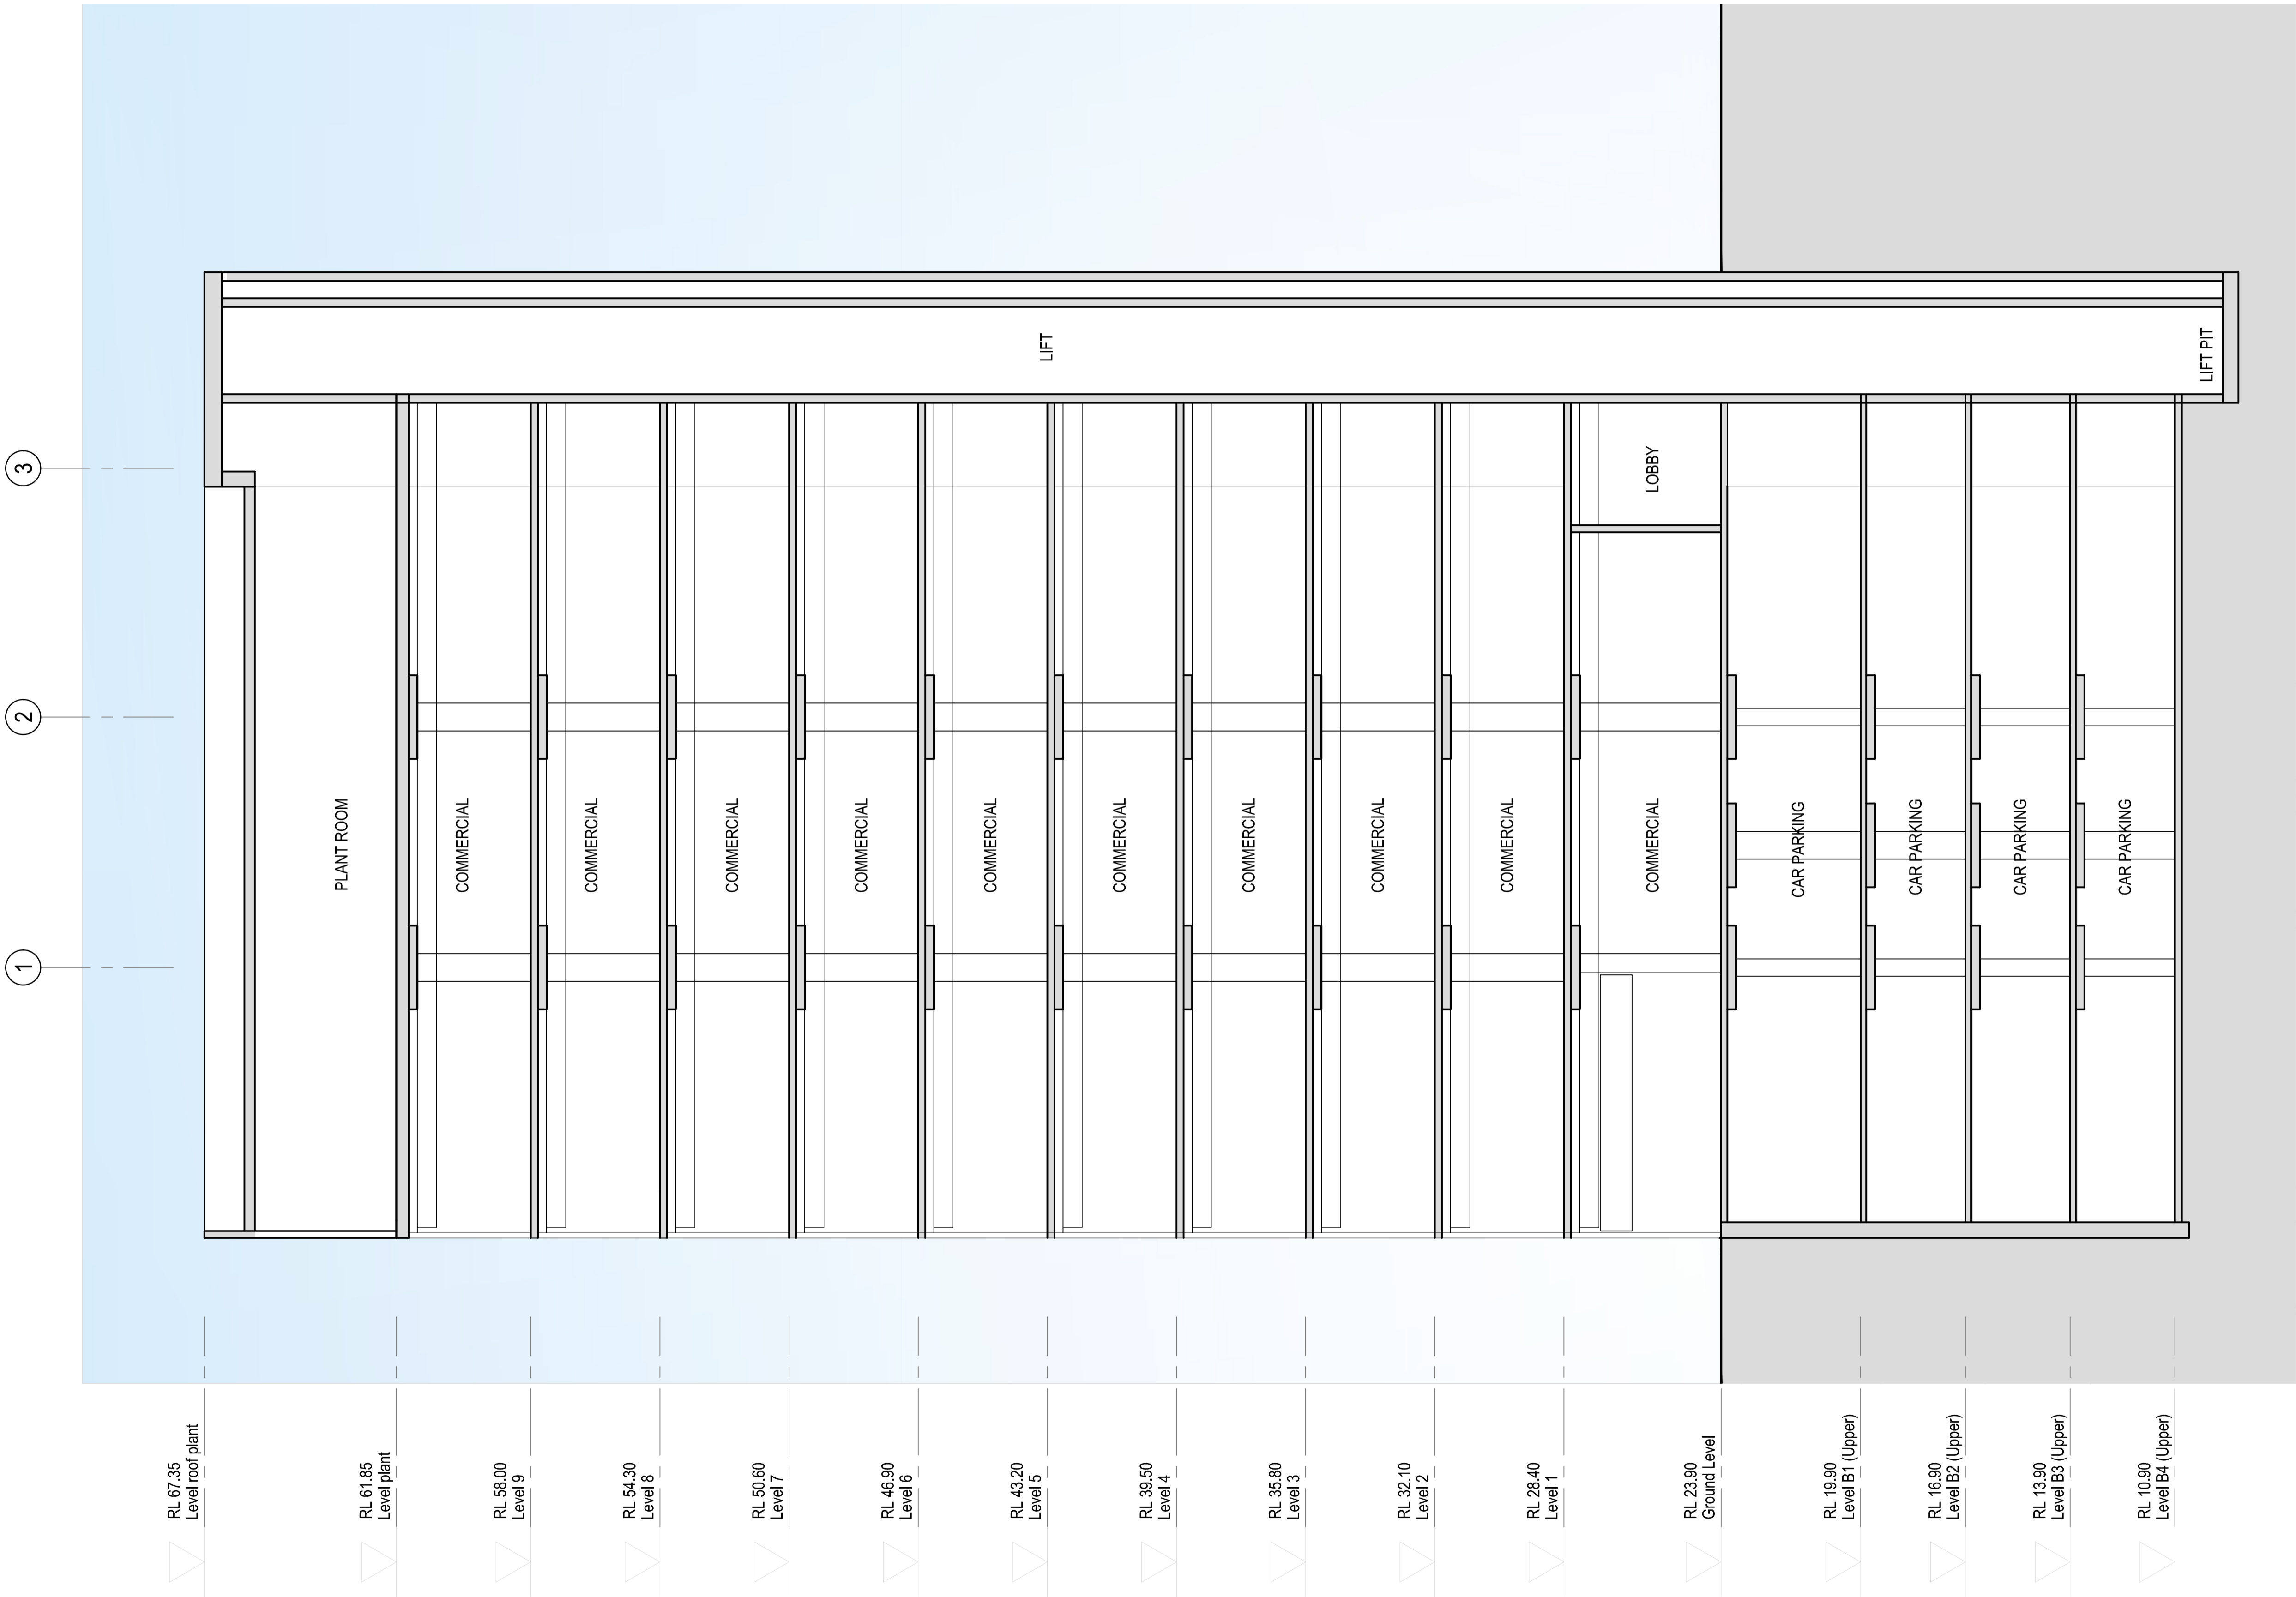 1
2
3
RL 67.35
Level roof plant
PLANT ROOM
RL 61.85
Level plant
COMMERCIAL
RL 58.00
Level 9
COMMERCIAL
RL 54.30
Level 8
COMMERCIAL
RL 50.60
Level 7
COMMERCIAL
RL 46.90
Level 6
COMMERCIAL
RL 43.20
Level 5
LIFT
COMMERCIAL
RL 39.50
Level 4
COMMERCIAL
RL 35.80
Level 3
COMMERCIAL
RL 32.10
Level 2
COMMERCIAL
RL 28.40
Level 1
COMMERCIAL
LOBBY
RL 23.90
Ground Level
CAR PARKING
RL 19.90
Level B1 (Upper)
CAR PARKING
RL 16.90
Level B2 (Upper)
CAR PARKING
RL 13.90
Level B3 (Upper)
CAR PARKING
RL 10.90
Level B4 (Upper)
LIFT PIT